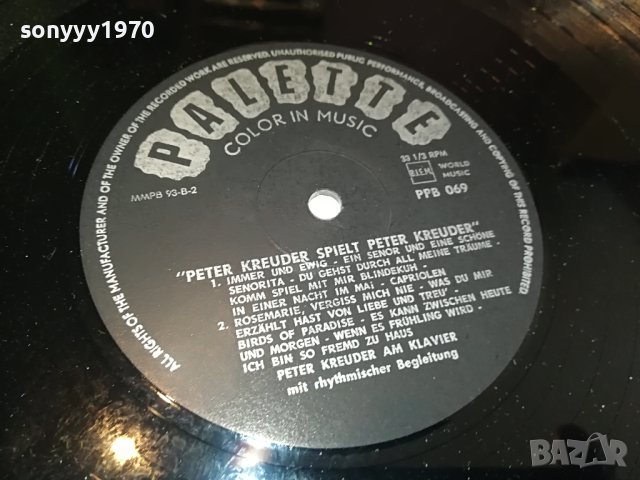 sonyyy1970
ALL RIGHTS OF THE MANUFACTURER AND OF THE OWNER OF THE RECORDED WORK ARE RESERVED. UNAUTHORISED PUBLIC PERFORMANCE, BROADCASTING AND COPYING OF THIS RECORD PROHIBITED
PALETTE
COLOR IN MUSIC
MMPB 93-B-2
33 1/3 RPM
B.I.E.M. WORLD MUSIC
PPB 069
"PETER KREUDER SPIELT PETER KREUDER"
1. IMMER UND EWIG - EIN SENOR UND EINE SCHÖNE
SENORITA - DU GEHST DURCH ALL MEINE TRÄUME -
KOMM SPIEL MIT MIR BLINDEKUH -
IN EINER NACHT IM MAI - CAPRIOLEN
2. ROSEMARIE, VERGISS MICH NIE - WAS DU MIR
ERZÄHLT HAST VON LIEBE UND TREU' -
BIRDS OF PARADISE - ES KANN ZWISCHEN HEUTE
UND MORGEN - WENN ES FRÜHLING WIRD -
ICH BIN SO FREMD ZU HAUS
PETER KREUDER AM KLAVIER
mit rhythmischer Begleitung
BAZAR
bg